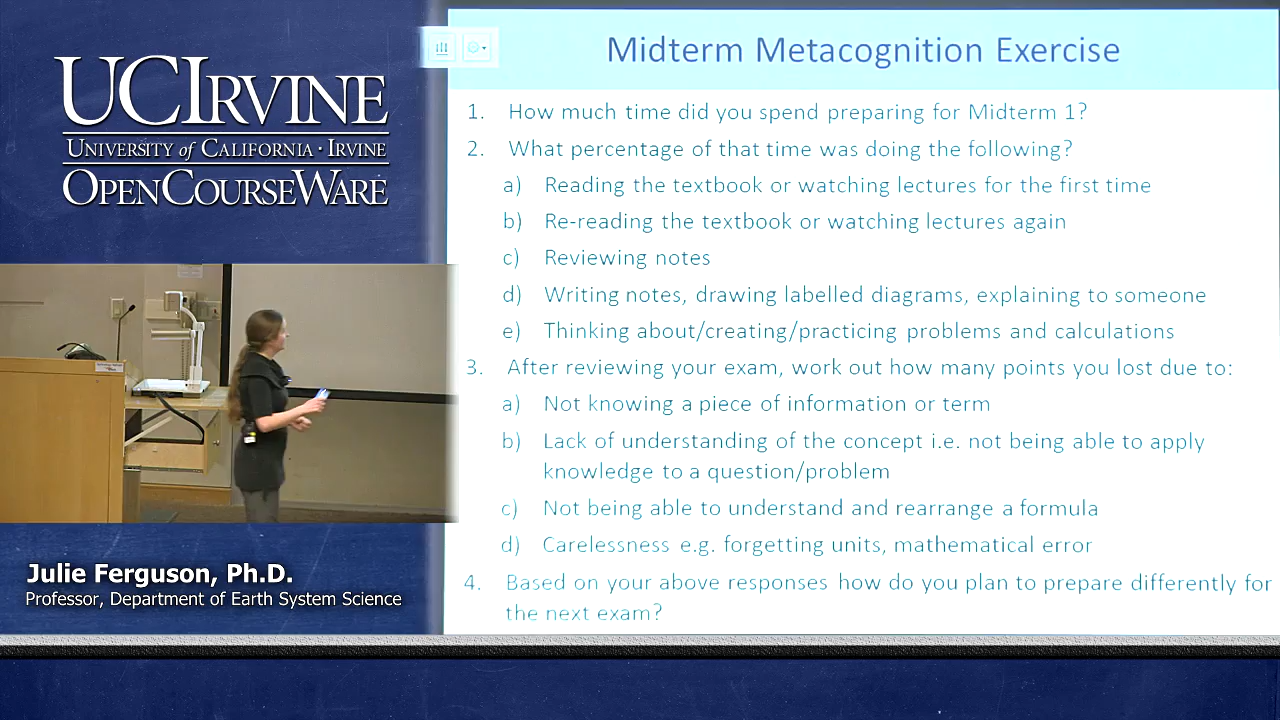 UCIRVINE
UNIVERSITY of CALIFORNIA · IRVINE
OPENCOURSEWARE
Julie Ferguson, Ph.D.
Professor, Department of Earth System Science
Midterm Metacognition Exercise
1. How much time did you spend preparing for Midterm 1?
2. What percentage of that time was doing the following?
a) Reading the textbook or watching lectures for the first time
b) Re-reading the textbook or watching lectures again
c) Reviewing notes
d) Writing notes, drawing labelled diagrams, explaining to someone
e) Thinking about/creating/practicing problems and calculations
3. After reviewing your exam, work out how many points you lost due to:
a) Not knowing a piece of information or term
b) Lack of understanding of the concept i.e. not being able to apply
knowledge to a question/problem
c) Not being able to understand and rearrange a formula
d) Carelessness e.g. forgetting units, mathematical error
4. Based on your above responses how do you plan to prepare differently for
the next exam?